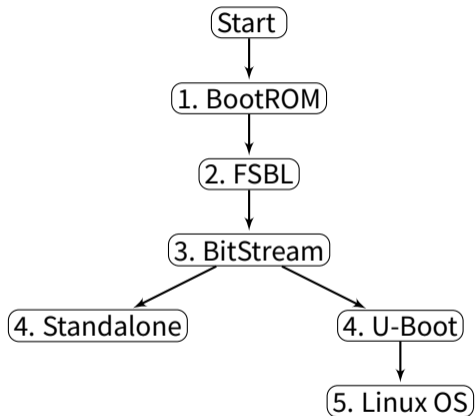 Start
1. BootROM
2. FSBL
3. BitStream
4. Standalone
4. U-Boot
5. Linux OS